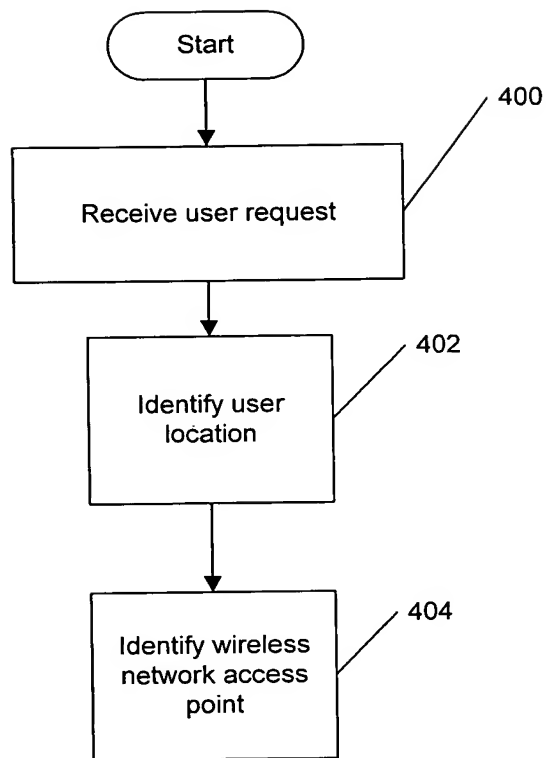 Start
400
Receive user request
402
Identify user
location
404
Identify wireless
network access
point